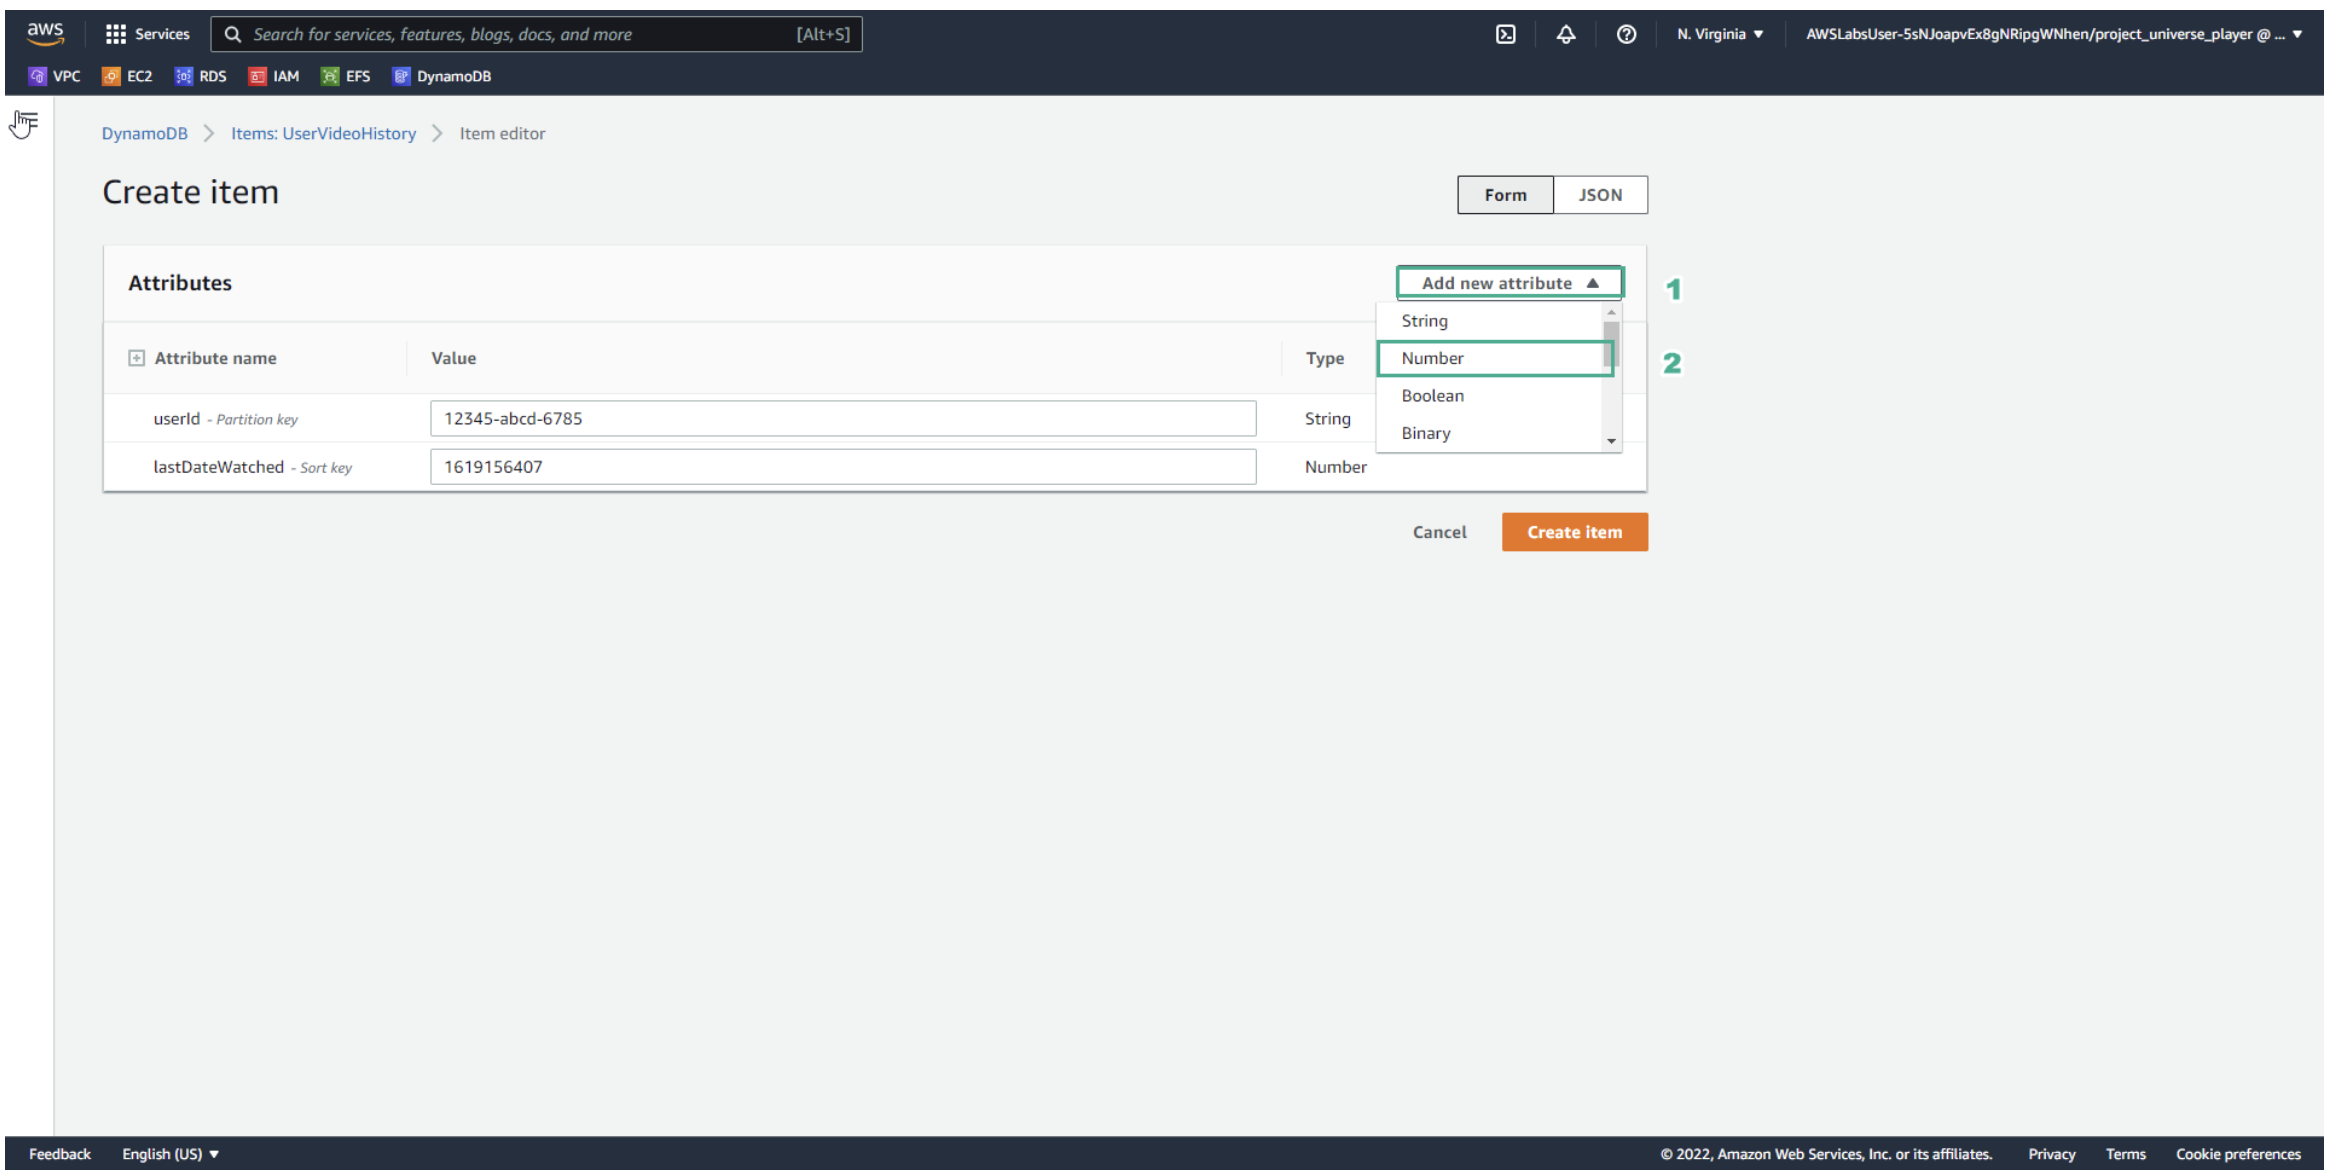 aws Services Search for services, features, blogs, docs, and more [Alt+S] N. Virginia ▼ AWSLabsUser-5sNJoapvEx8gNRipgWNhen/project_universe_player @ ... ▼
VPC EC2 RDS IAM EFS DynamoDB
DynamoDB > Items: UserVideoHistory > Item editor
Create item
Form JSON
Attributes
Add new attribute ▲ 1
String
Attribute name Value Type Number 2
Boolean
userId - Partition key 12345-abcd-6785 String
Binary
lastDateWatched - Sort key 1619156407 Number
Cancel Create item
Feedback English (US) ▼ © 2022, Amazon Web Services, Inc. or its affiliates. Privacy Terms Cookie preferences